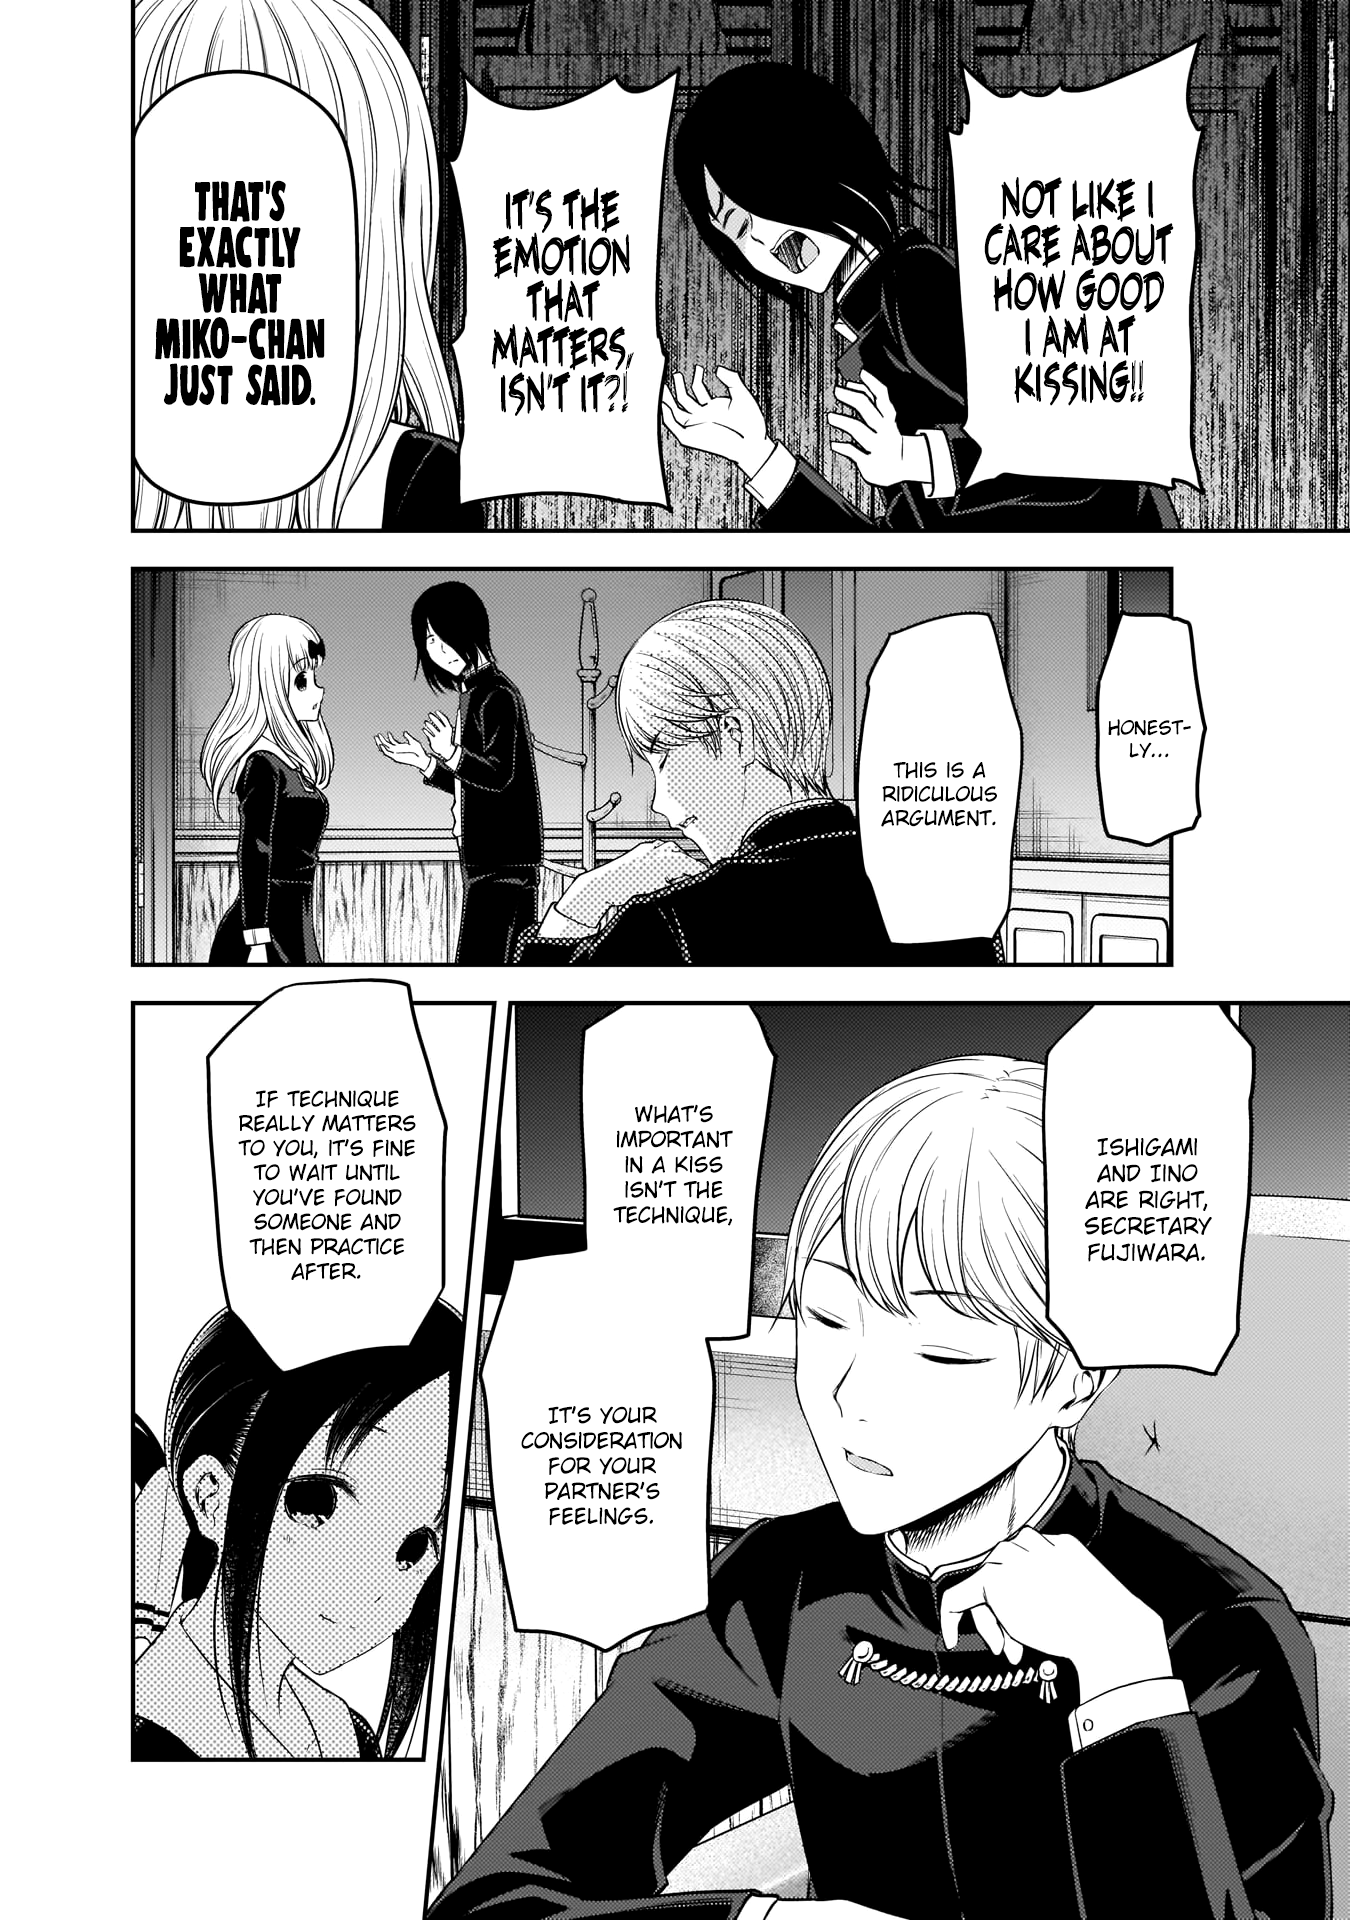 NOT LIKE I
CARE ABOUT
HOW GOOD
I AM AT
KISSING!!
IT'S THE
EMOTION
THAT
MATTERS,
ISN'T IT?!
THAT'S
EXACTLY
WHAT
MIKO-CHAN
JUST SAID.
HONEST-
LY...
THIS IS A
RIDICULOUS
ARGUMENT.
ISHIGAMI
AND IINO
ARE RIGHT,
SECRETARY
FUJIWARA.
WHAT'S
IMPORTANT
IN A KISS
ISN'T THE
TECHNIQUE,
IT'S YOUR
CONSIDERATION
FOR YOUR
PARTNER'S
FEELINGS.
IF TECHNIQUE
REALLY MATTERS
TO YOU, IT'S FINE
TO WAIT UNTIL
YOU'VE FOUND
SOMEONE AND
THEN PRACTICE
AFTER.